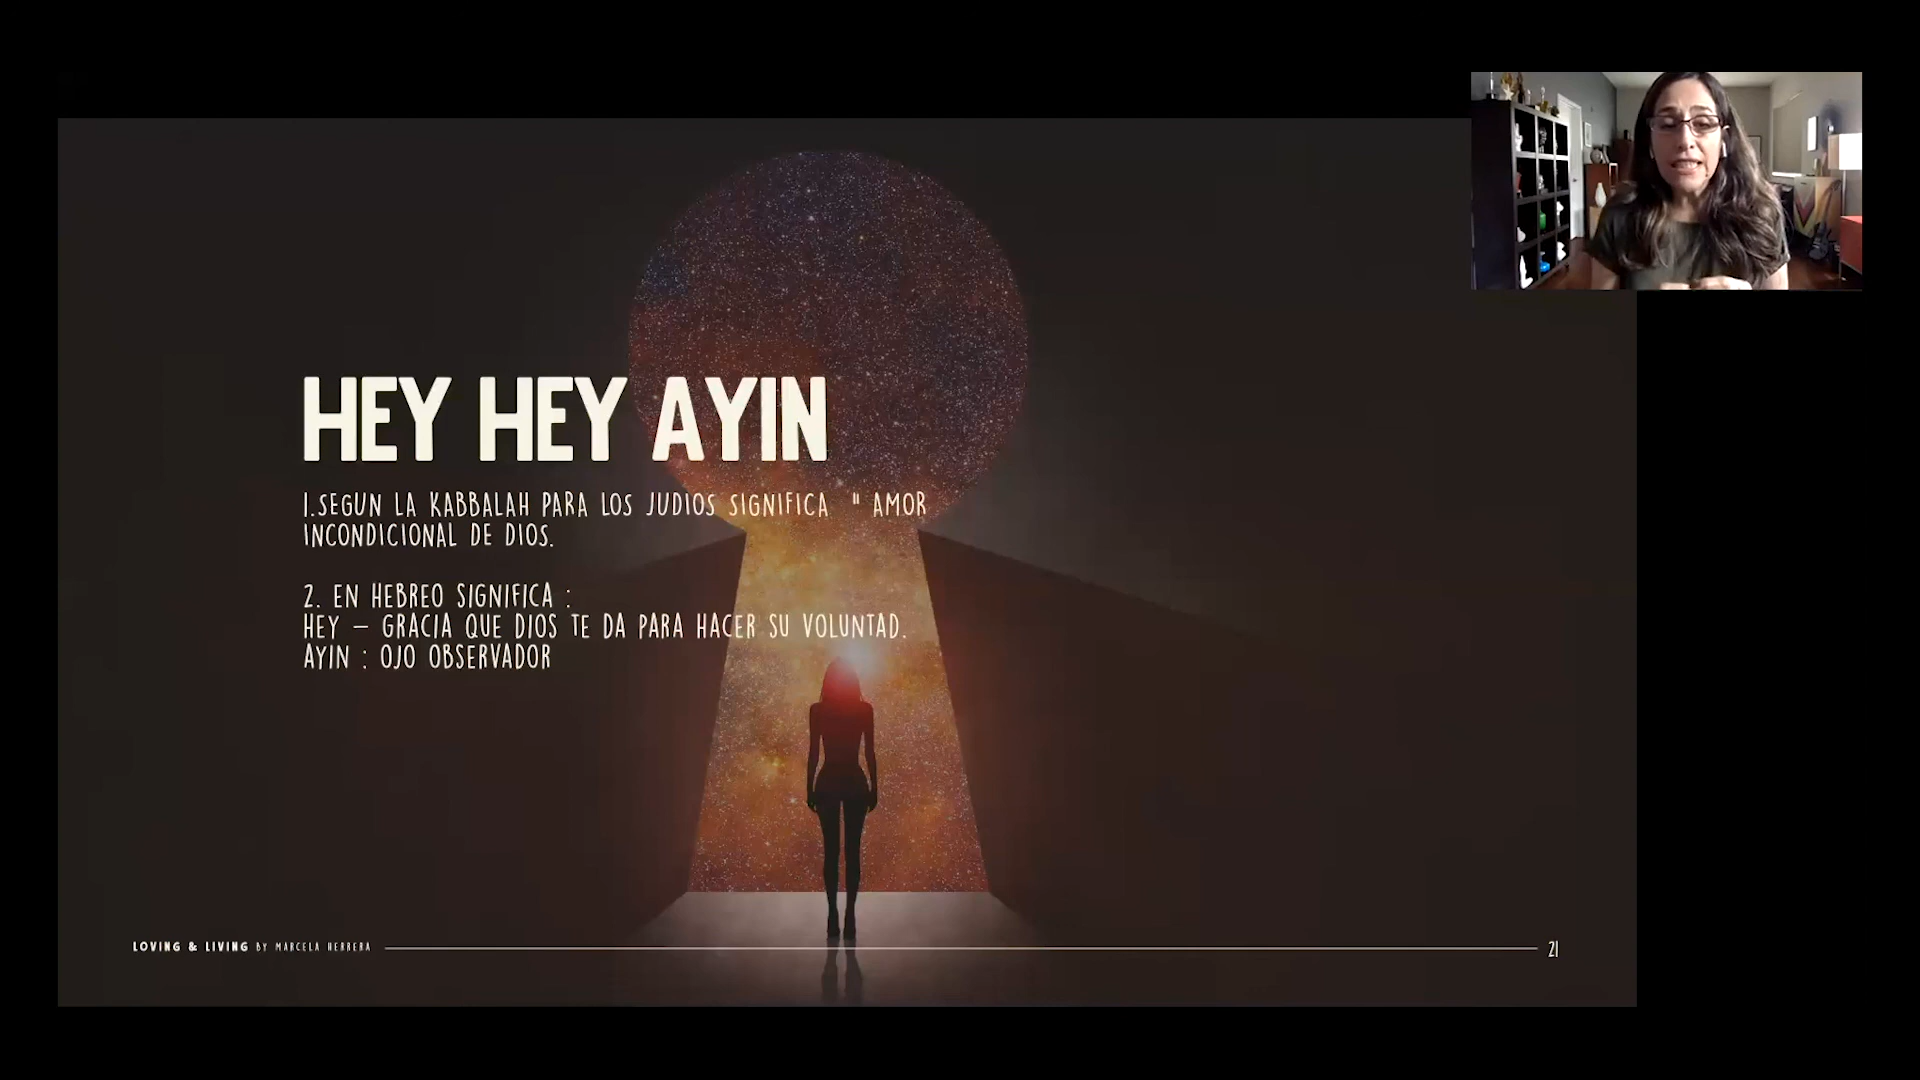 HEY HEY AYIN
1.SEGUN LA KABBALAH PARA LOS JUDIOS SIGNIFICA " AMOR
INCONDICIONAL DE DIOS.
2. EN HEBREO SIGNIFICA :
HEY – GRACIA QUE DIOS TE DA PARA HACER SU VOLUNTAD.
AYIN : OJO OBSERVADOR
LOVING & LIVING BY MARCELA HERRERA
21